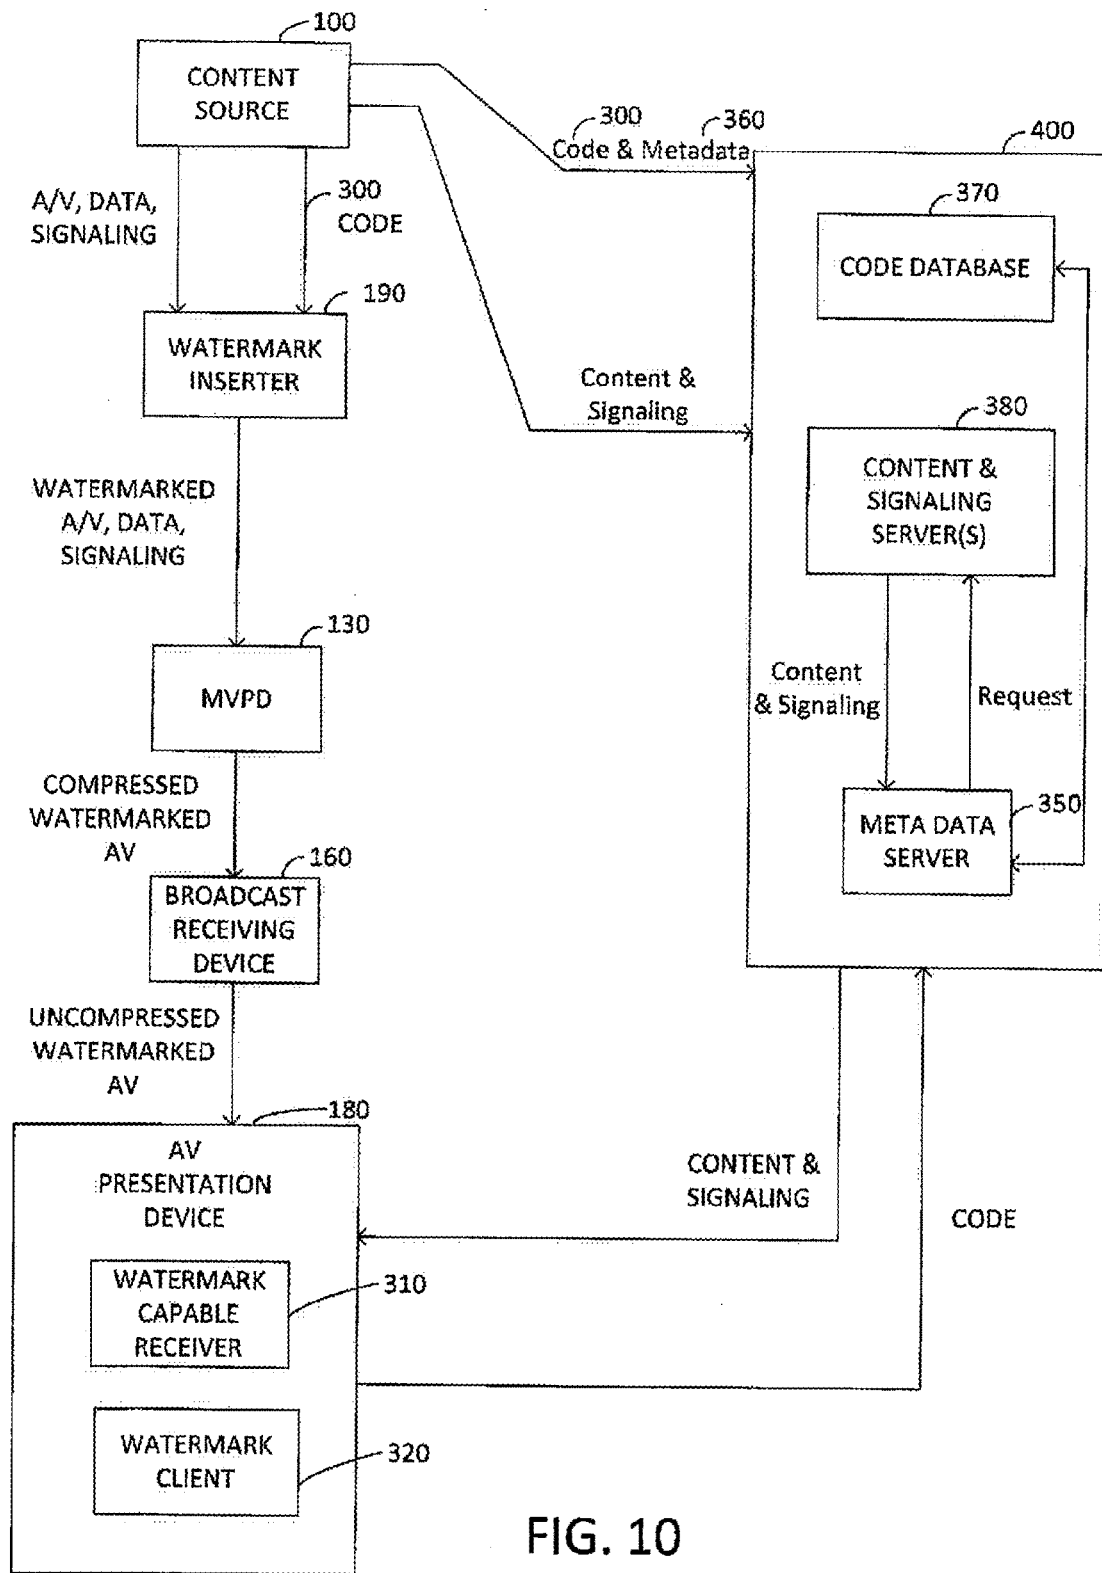 100
CONTENT
SOURCE
300
360
Code & Metadata
400
A/V, DATA,
SIGNALING
300
CODE
370
CODE DATABASE
190
WATERMARK
INSERTER
Content &
Signaling
380
CONTENT &
SIGNALING
SERVER(S)
WATERMARKED
A/V, DATA,
SIGNALING
130
MVPD
Content
& Signaling
Request
COMPRESSED
WATERMARKED
AV
350
META DATA
SERVER
160
BROADCAST
RECEIVING
DEVICE
UNCOMPRESSED
WATERMARKED
AV
180
AV
PRESENTATION
DEVICE
CONTENT &
SIGNALING
CODE
WATERMARK
CAPABLE
RECEIVER
310
WATERMARK
CLIENT
320
FIG. 10